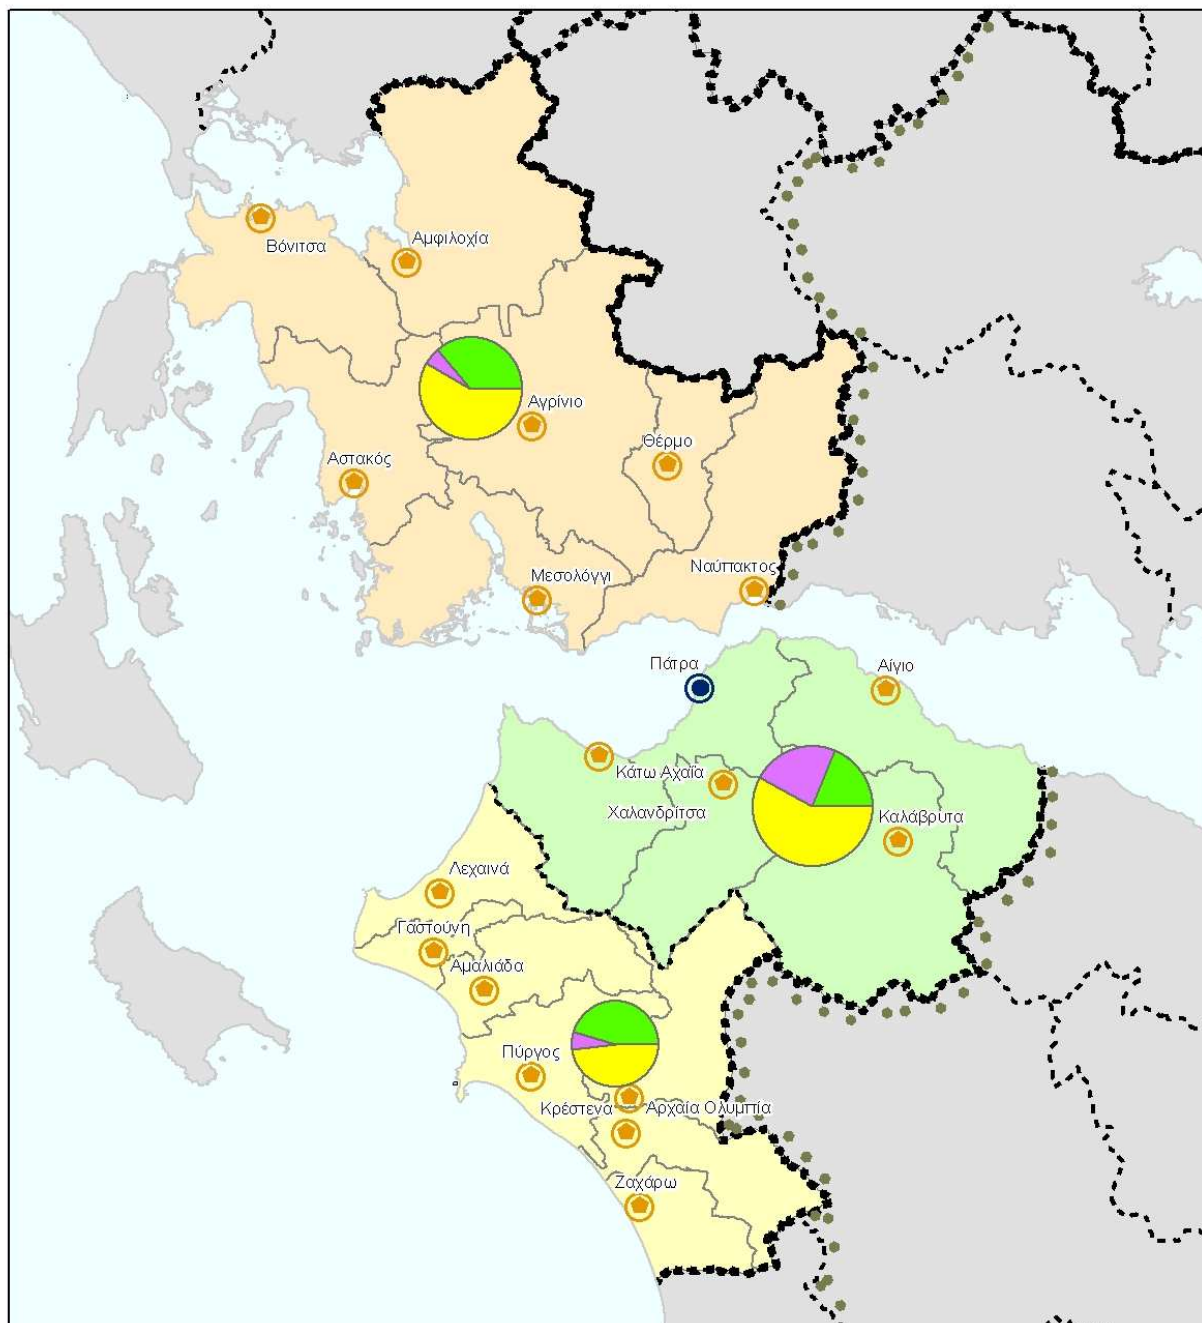 Βόνιτσα
Αμφιλοχία
Αγρίνιο
Θέρμο
Αστακός
Ναύπακτος
Μεσολόγγι
Πάτρα
Αίγιο
Κάτω Αχαΐα
Χαλανδρίτσα
Καλάβρυτα
Λεχαινά
Γαστούνη
Αμαλιάδα
Πύργος
Κρέστενα
Αρχαία Ολυμπία
Ζαχάρω